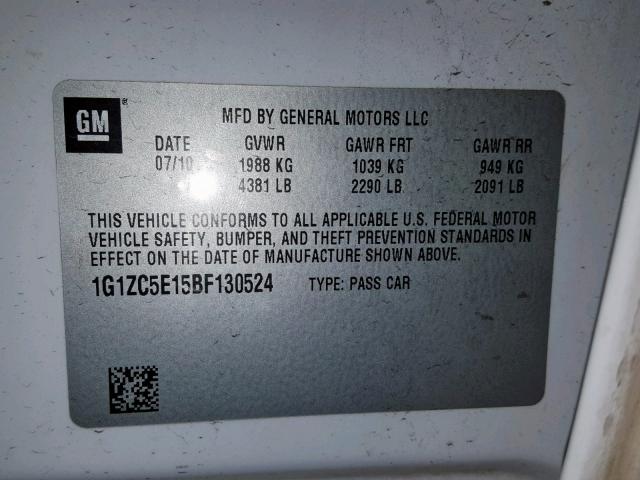 GM
MFD BY GENERAL MOTORS LLC
DATE GVWR GAWR FRT GAWR RR
07/10 1988 KG 1039 KG 949 KG
4381 LB 2290 LB 2091 LB
THIS VEHICLE CONFORMS TO ALL APPLICABLE U.S. FEDERAL MOTOR
VEHICLE SAFETY, BUMPER, AND THEFT PREVENTION STANDARDS IN
EFFECT ON THE DATE OF MANUFACTURE SHOWN ABOVE.
1G1ZC5E15BF130524 TYPE: PASS CAR